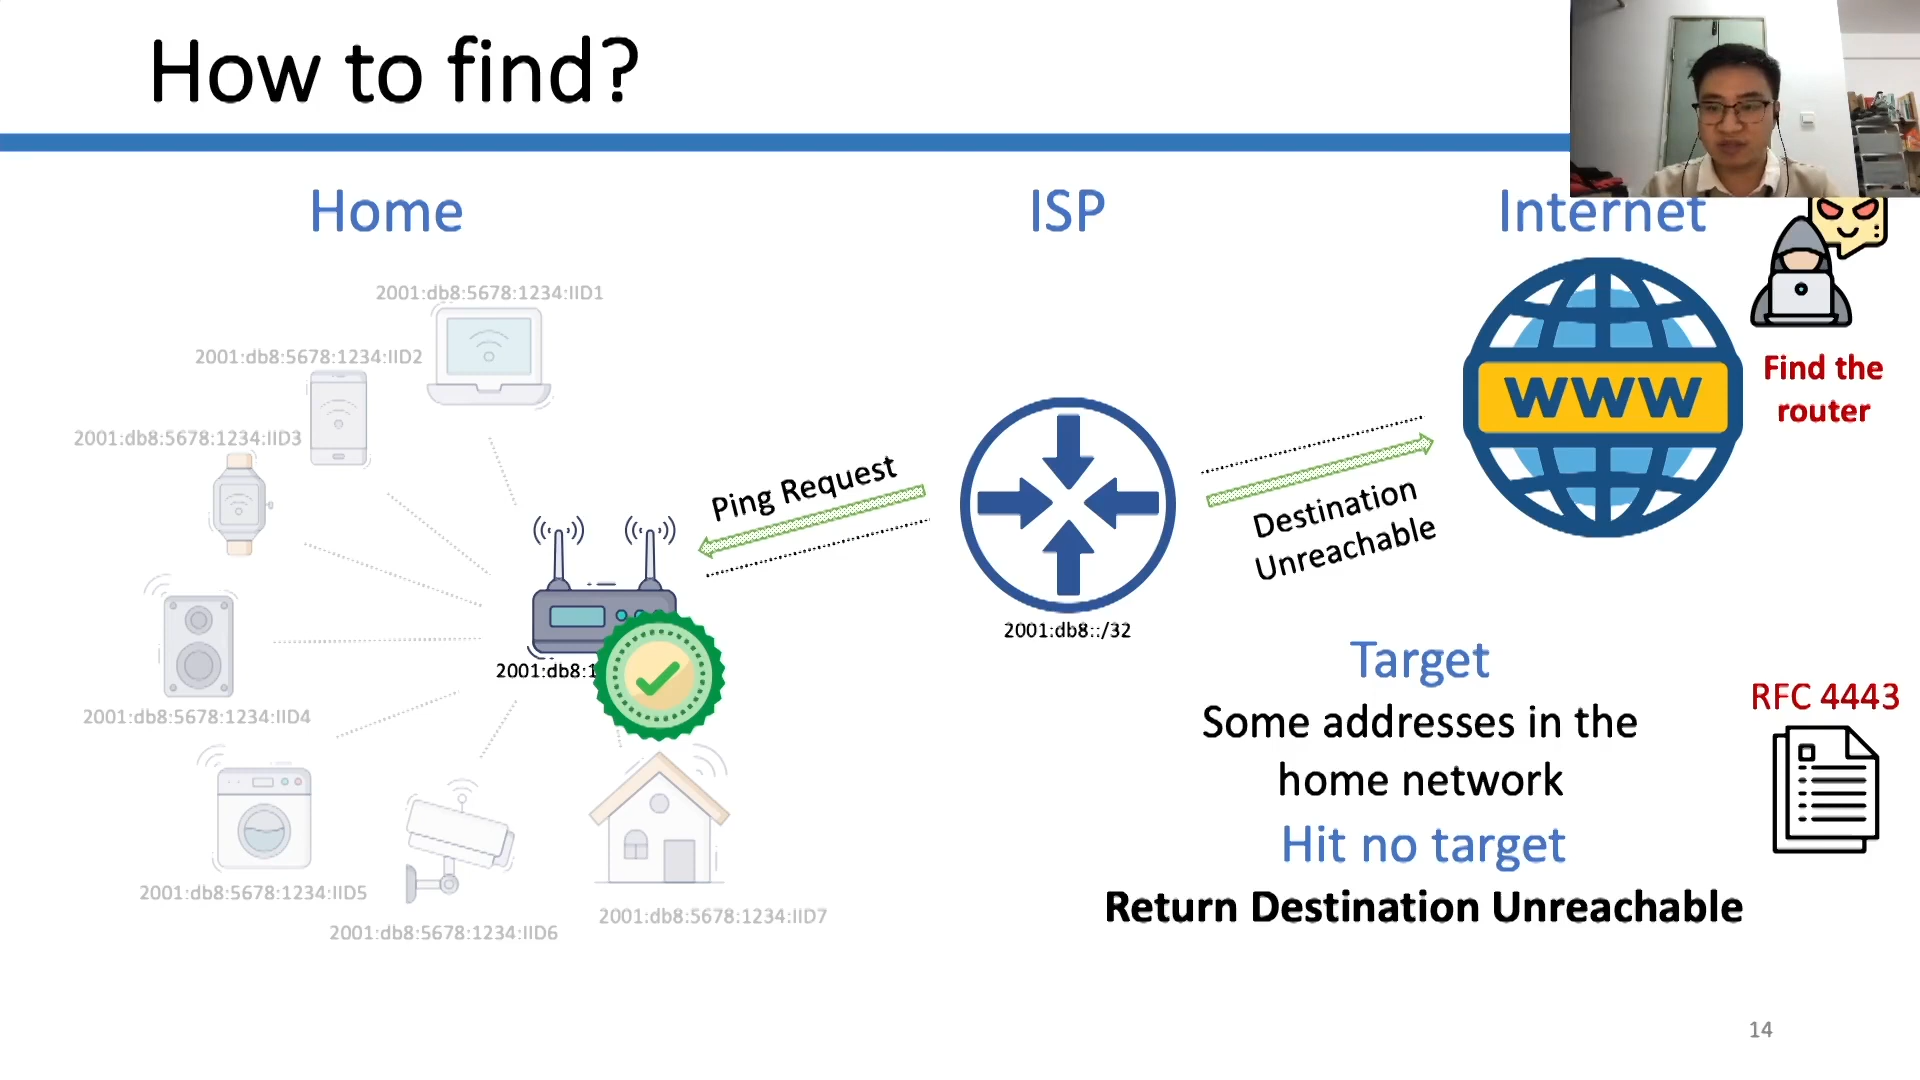 How to find?
Home
ISP
Internet
2001:db8:5678:1234:IID1
2001:db8:5678:1234:IID2
2001:db8:5678:1234:IID3
2001:db8:5678:1234:IID4
2001:db8:5678:1234:IID5
2001:db8:5678:1234:IID6
2001:db8:5678:1234:IID7
2001:db8:1
Ping Request
2001:db8::/32
Destination
Unreachable
WWW
Find the
router
Target
Some addresses in the
home network
Hit no target
Return Destination Unreachable
RFC 4443
14